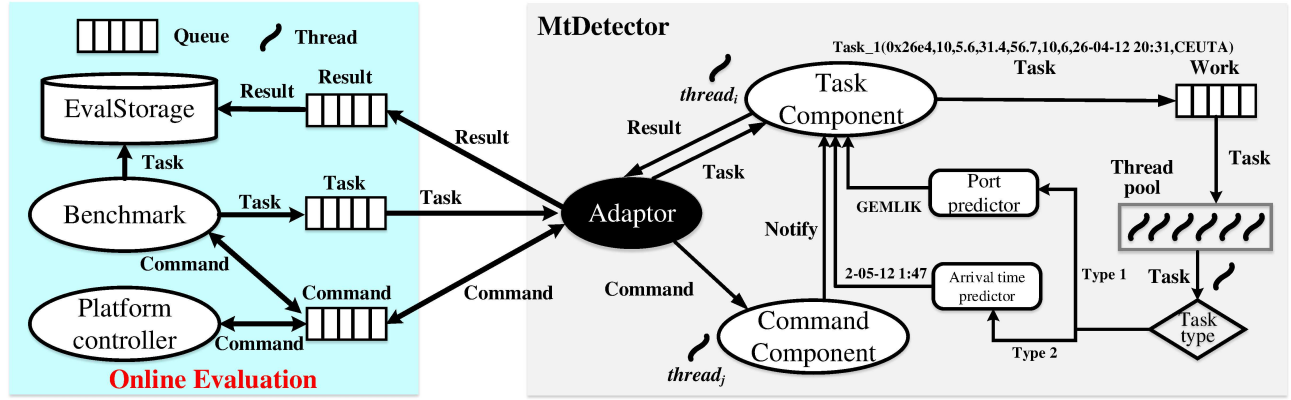 Queue
Thread
EvalStorage
Result
Result
Task
Benchmark
Task
Task
Command
Platform
controller
Command
Command
Online Evaluation
Result
Task
Command
MtDetector
Adaptor
thread_i
Result
Task
Task
Component
Task_1(0x26e4,10,5.6,31.4,56.7,10,6,26-04-12 20:31,CEUTA)
Task
Work
Task
Thread
pool
Task
Task
type
Type 1
Type 2
Port
predictor
GEMLIK
Arrival time
predictor
2-05-12 1:47
Notify
Command
Command
Component
thread_j